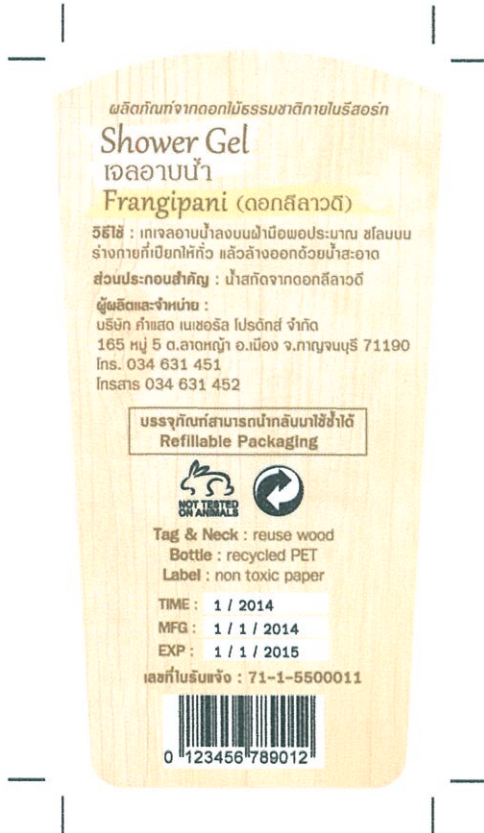 ผลิตภัณฑ์จากดอกไม้ธรรมชาติภายในรีสอร์ท
Shower Gel
เจลอาบน้ำ
Frangipani (ดอกลีลาวดี)
วิธีใช้ : เทเจลอาบน้ำลงบนฝ่ามือพอประมาณ ชโลมบน
ร่างกายที่เปียกให้ทั่ว แล้วล้างออกด้วยน้ำสะอาด
ส่วนประกอบสำคัญ : น้ำสกัดจากดอกลีลาวดี
ผู้ผลิตและจำหน่าย :
บริษัท คำแสด เนเชอรัล โปรดักส์ จำกัด
165 หมู่ 5 ต.ลาดหญ้า อ.เมือง จ.กาญจนบุรี 71190
โทร. 034 631 451
โทรสาร 034 631 452
บรรจุภัณฑ์สามารถนำกลับมาใช้ซ้ำได้
Refillable Packaging
NOT TESTED
ON ANIMALS
Tag & Neck : reuse wood
Bottle : recycled PET
Label : non toxic paper
TIME : 1 / 2014
MFG : 1 / 1 / 2014
EXP : 1 / 1 / 2015
เลขที่ใบรับแจ้ง : 71-1-5500011
0 123456 789012